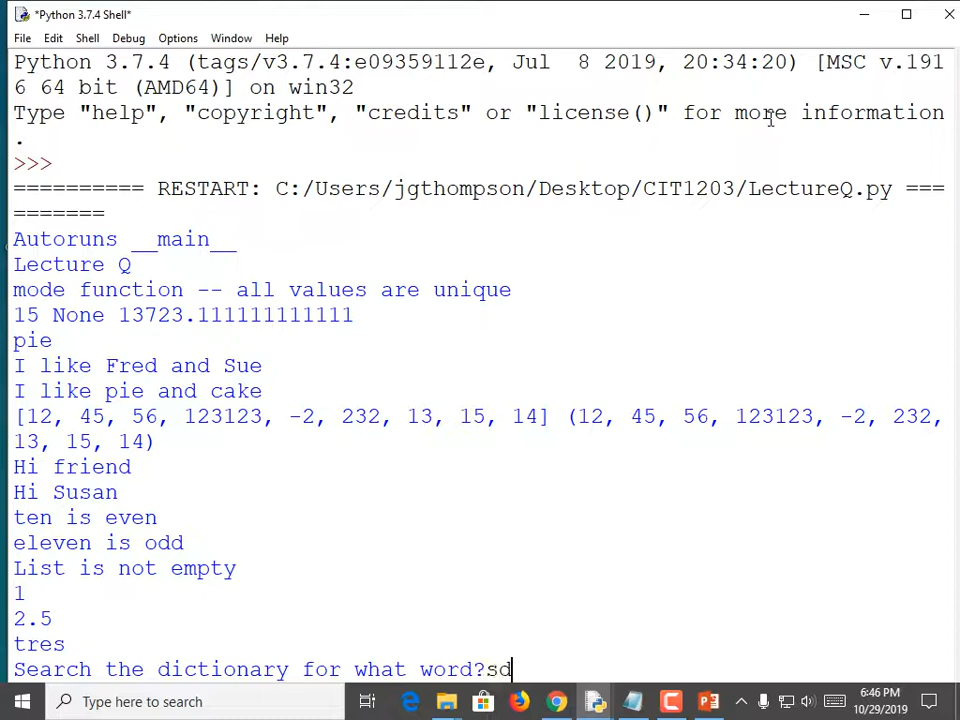 *Python 3.7.4 Shell*
File Edit Shell Debug Options Window Help
Python 3.7.4 (tags/v3.7.4:e09359112e, Jul  8 2019, 20:34:20) [MSC v.191
6 64 bit (AMD64)] on win32
Type "help", "copyright", "credits" or "license()" for more information
.
>>>
========== RESTART: C:/Users/jgthompson/Desktop/CIT1203/LectureQ.py ===
=======
Autoruns __main__
Lecture Q
mode function -- all values are unique
15 None 13723.111111111111
pie
I like Fred and Sue
I like pie and cake
[12, 45, 56, 123123, -2, 232, 13, 15, 14] (12, 45, 56, 123123, -2, 232,
13, 15, 14)
Hi friend
Hi Susan
ten is even
eleven is odd
List is not empty
1
2.5
tres
Search the dictionary for what word?sd
Type here to search
6:46 PM
10/29/2019